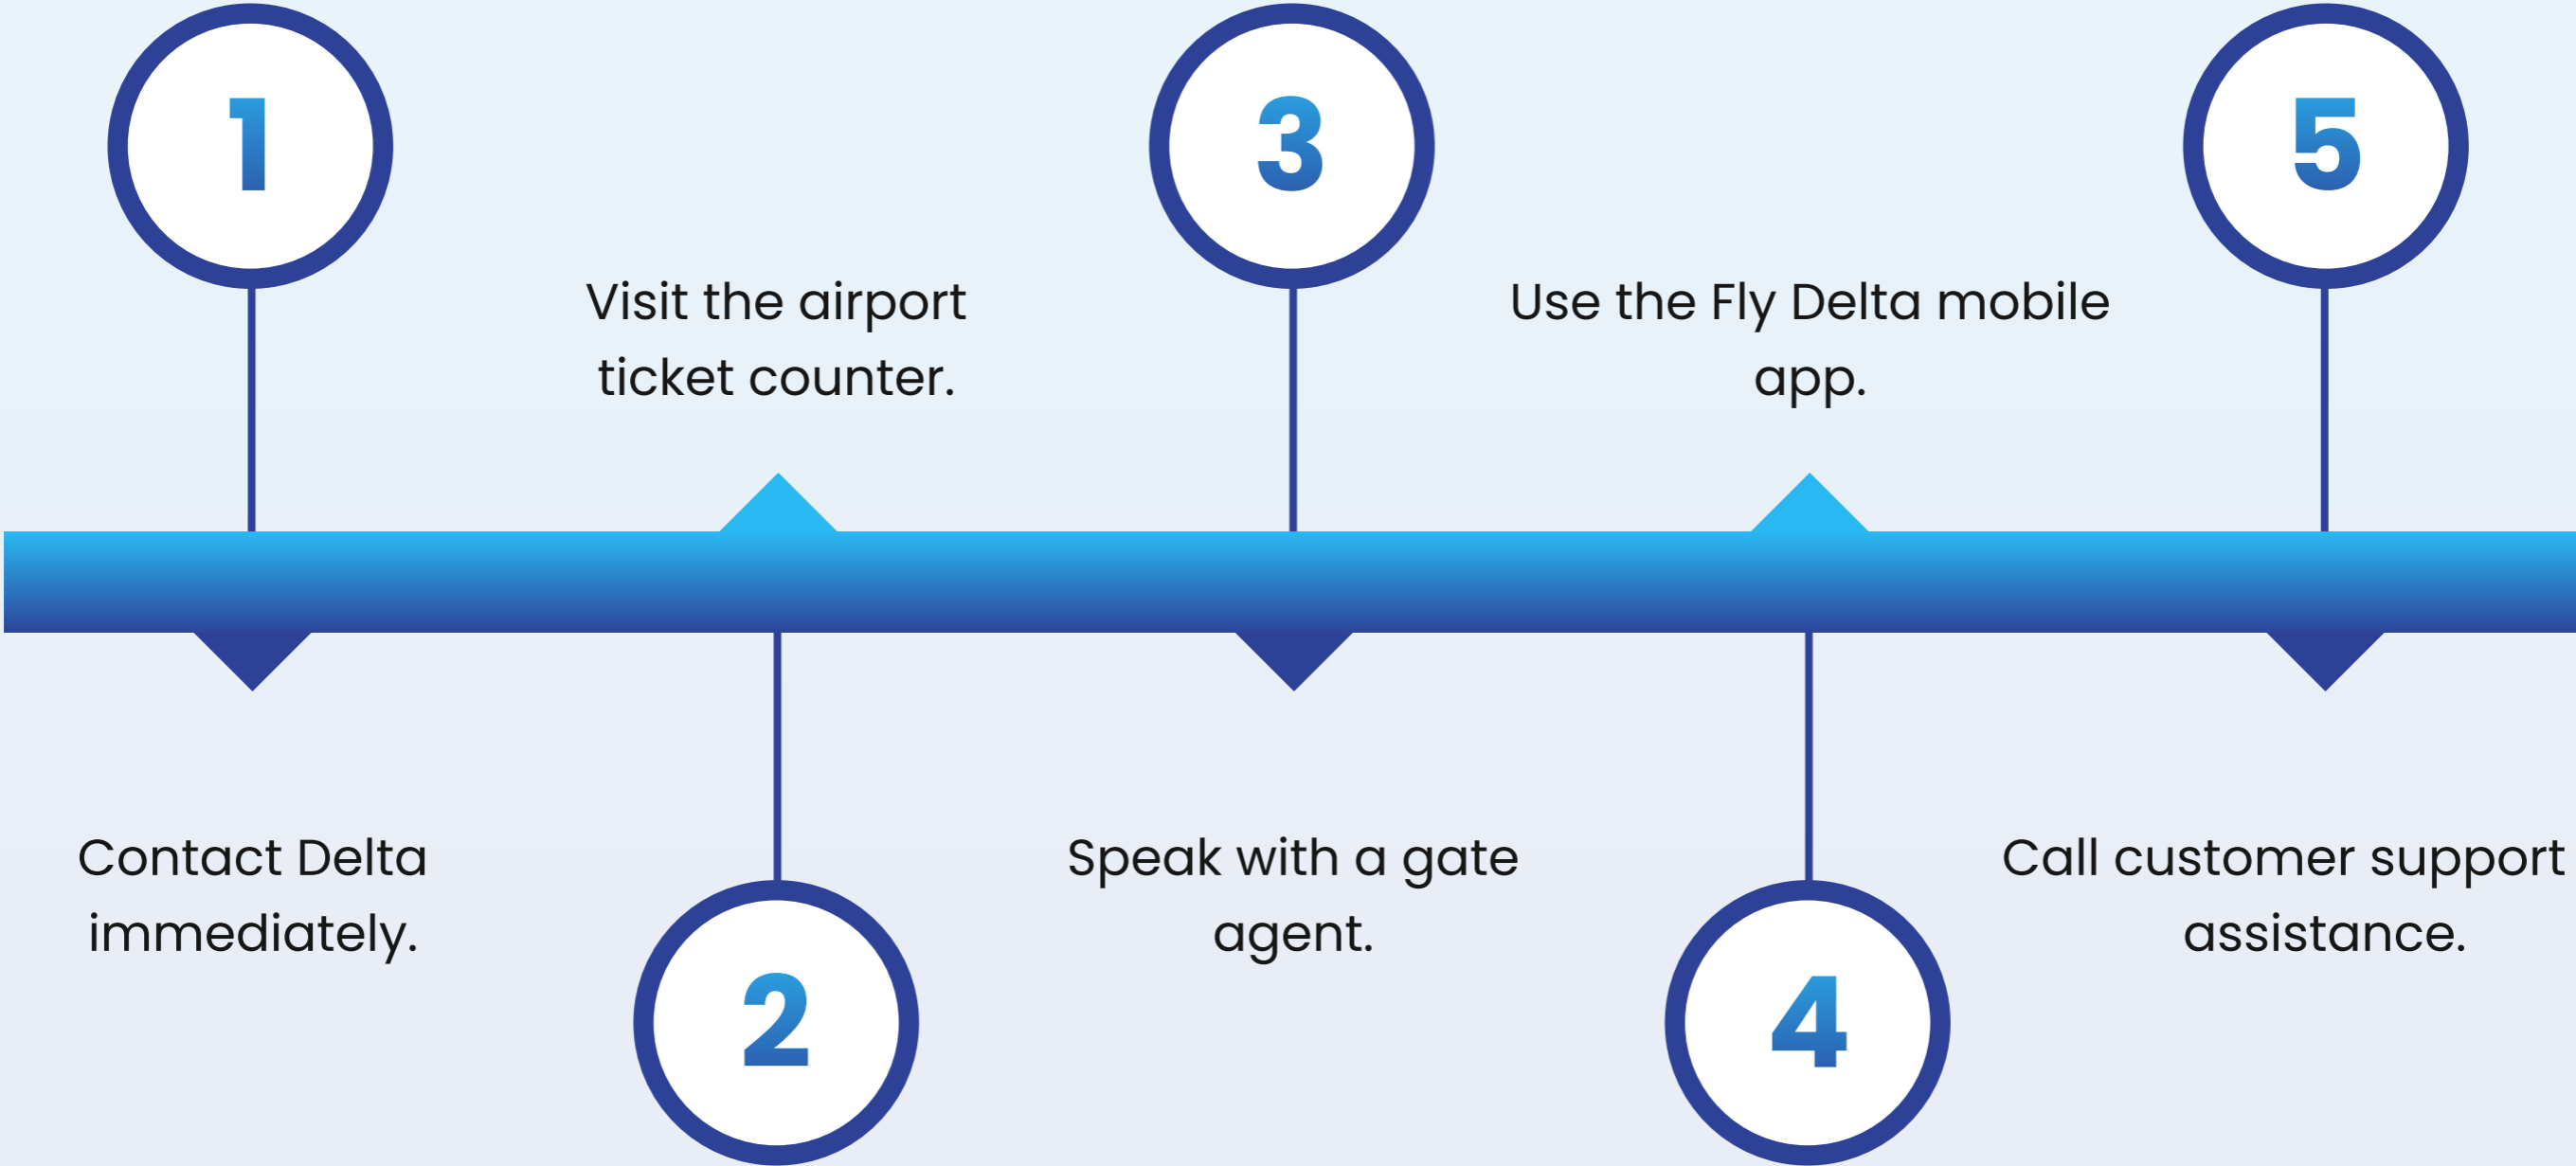 1
Contact Delta
immediately.
2
Visit the airport
ticket counter.
3
Speak with a gate
agent.
4
Use the Fly Delta mobile
app.
5
Call customer support
assistance.